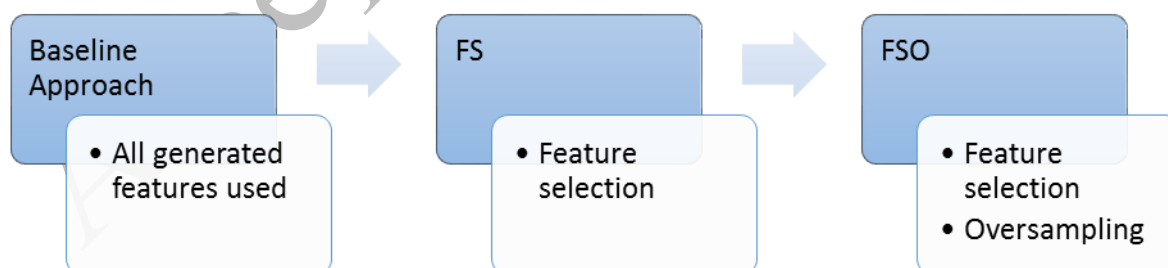 Baseline
Approach
• All generated
features used
FS
• Feature
selection
FSO
• Feature
selection
• Oversampling